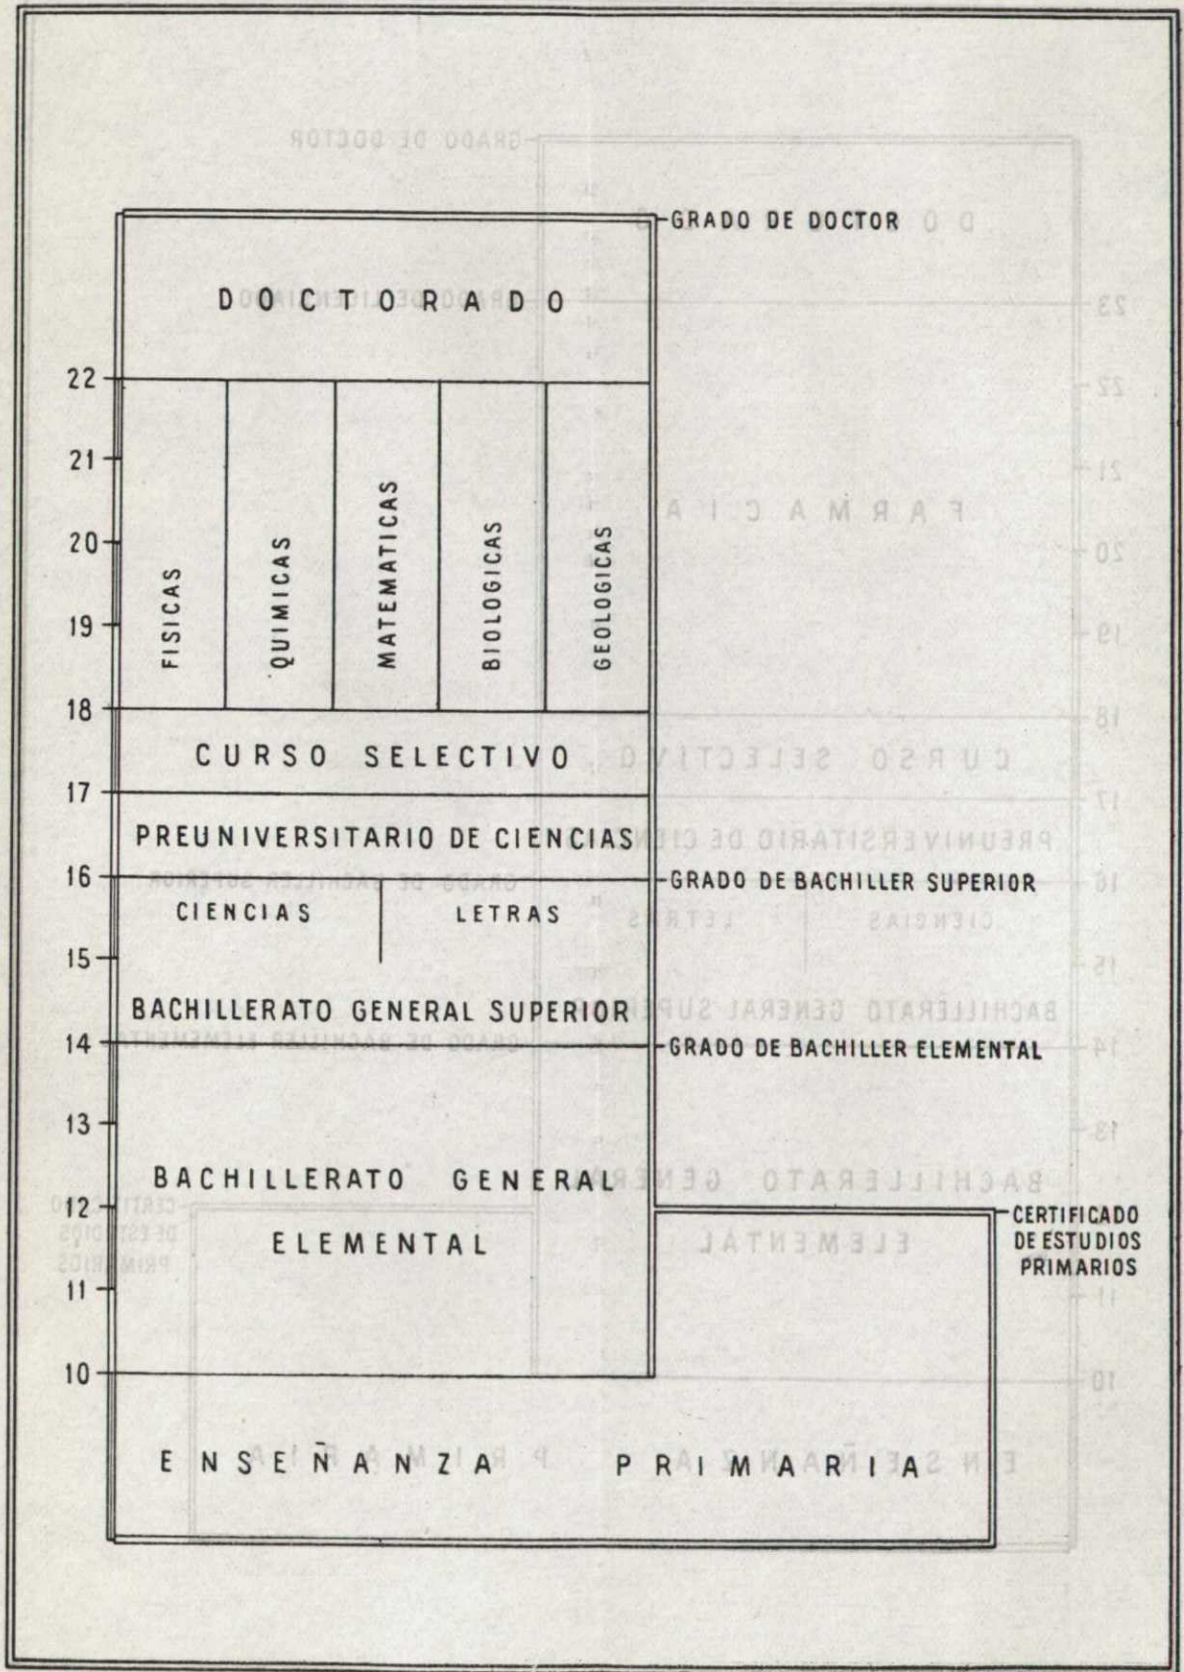 GRADO DE DOCTOR
DOCTORADO
22
21
20
19
18
FISICAS
QUIMICAS
MATEMATICAS
BIOLOGICAS
GEOLOGICAS
CURSO SELECTIVO
17
PREUNIVERSITARIO DE CIENCIAS
16
GRADO DE BACHILLER SUPERIOR
CIENCIAS
LETRAS
15
BACHILLERATO GENERAL SUPERIOR
14
GRADO DE BACHILLER ELEMENTAL
13
BACHILLERATO GENERAL
12
ELEMENTAL
CERTIFICADO
DE ESTUDIOS
PRIMARIOS
11
10
ENSEÑANZA PRIMARIA